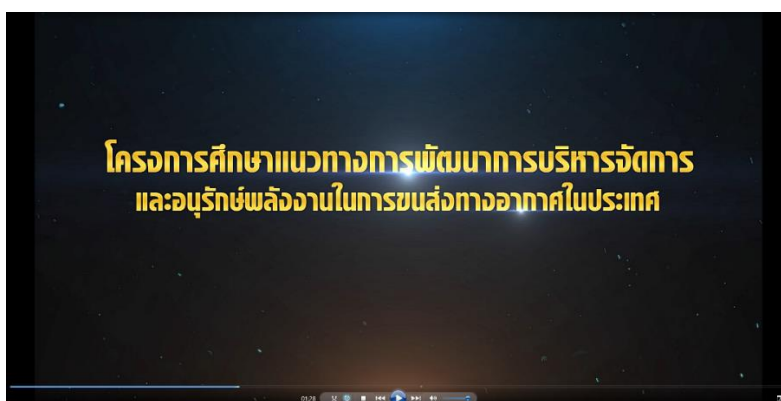 โครงการศึกษาแนวทางการพัฒนาการบริหารจัดการ
และอนุรักษ์พลังงานในการขนส่งทางอากาศในประเทศ
01:28